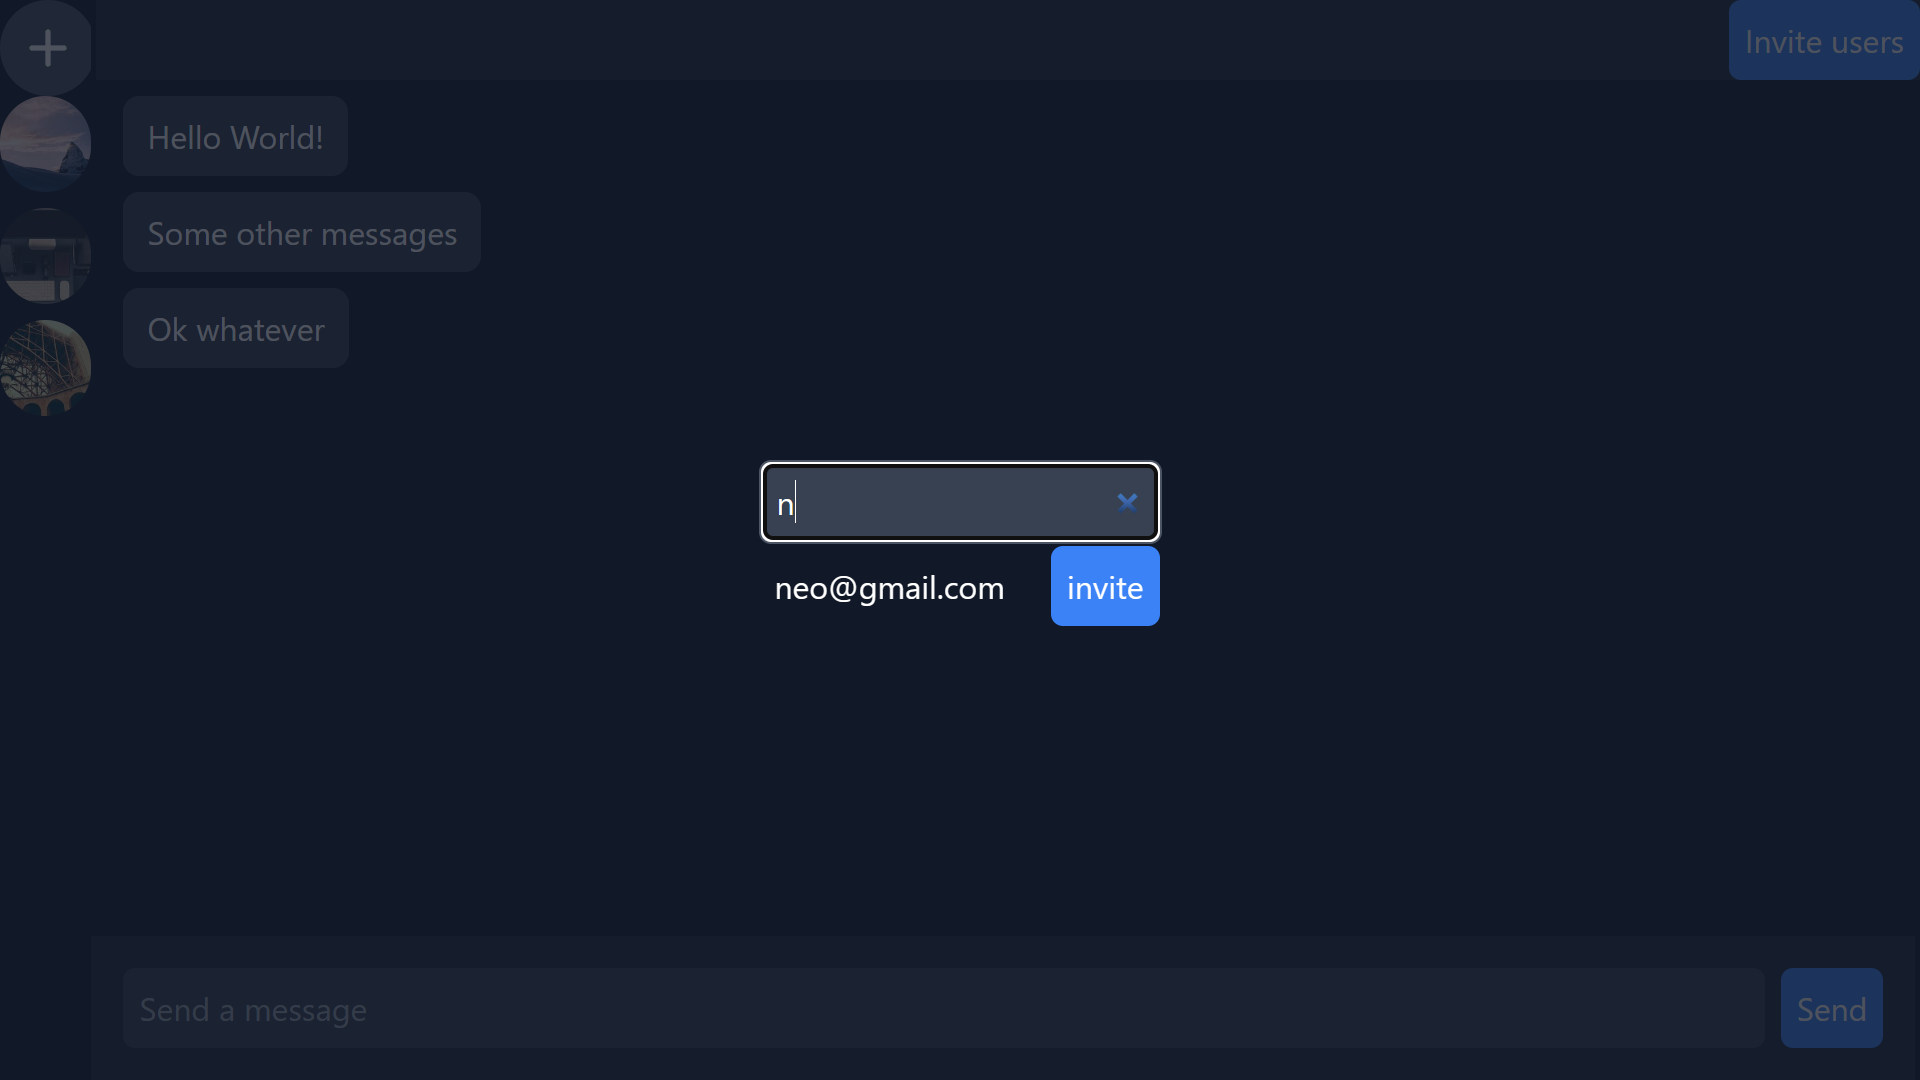 Invite users
Hello World!
Some other messages
Ok whatever
n
neo@gmail.com
invite
Send a message
Send